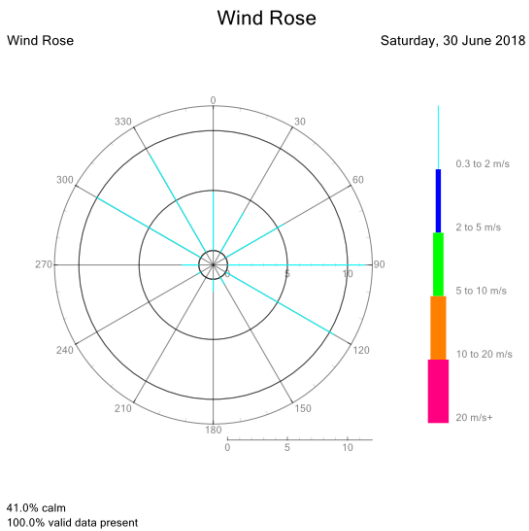 Wind Rose
Wind Rose
Saturday, 30 June 2018
0
330
30
300
60
0.3 to 2 m/s
2 to 5 m/s
270
0
5
10
90
5 to 10 m/s
240
120
10 to 20 m/s
210
150
20 m/s+
180
0
5
10
41.0% calm
100.0% valid data present